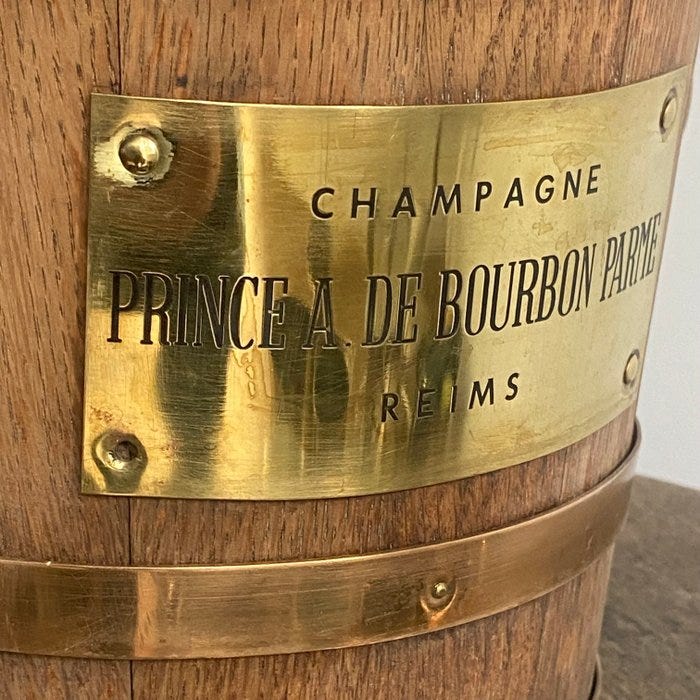 CHAMPAGNE
PRINCE A. DE BOURBON PARME
REIMS